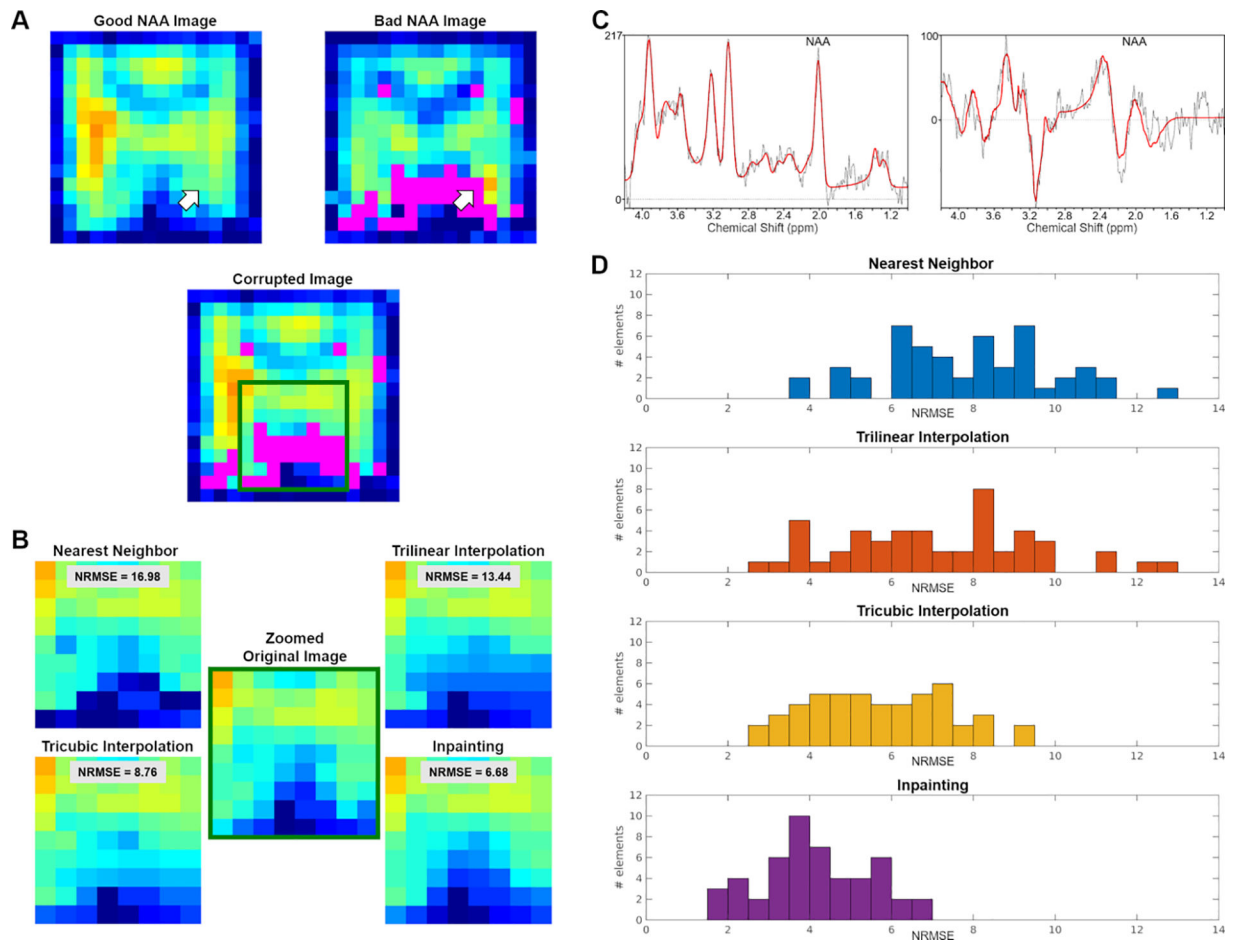 A
Good NAA Image
Bad NAA Image
Corrupted Image
B
Nearest Neighbor
NRMSE = 16.98
Trilinear Interpolation
NRMSE = 13.44
Zoomed
Original Image
Tricubic Interpolation
NRMSE = 8.76
Inpainting
NRMSE = 6.68
C
217
NAA
0
4.0 3.6 3.2 2.8 2.4 2.0 1.6 1.2
Chemical Shift (ppm)
100
NAA
0
4.0 3.6 3.2 2.8 2.4 2.0 1.6 1.2
Chemical Shift (ppm)
D
Nearest Neighbor
# elements
12
10
8
6
4
2
0
0 2 4 6 8 10 12 14
NRMSE
Trilinear Interpolation
# elements
12
10
8
6
4
2
0
0 2 4 6 8 10 12 14
NRMSE
Tricubic Interpolation
# elements
12
10
8
6
4
2
0
0 2 4 6 8 10 12 14
NRMSE
Inpainting
# elements
12
10
8
6
4
2
0
0 2 4 6 8 10 12 14
NRMSE